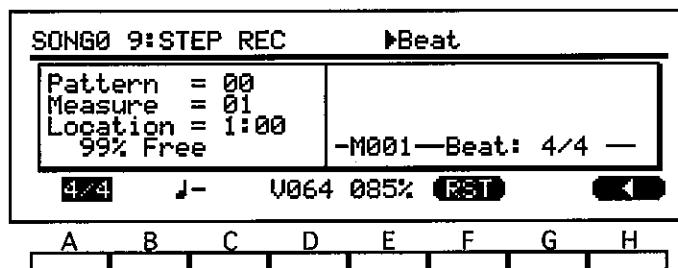 SONG0 9:STEP REC ▶Beat
Pattern = 00
Measure = 01
Location = 1:00
99% Free
-M001—Beat: 4/4 —
4/4 ♩- V064 085% RST ◀
A B C D E F G H